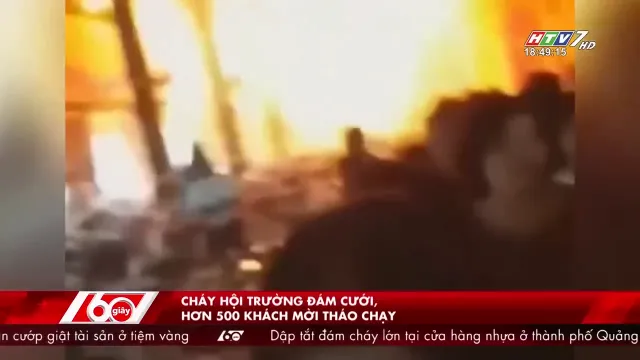 HTV7 HD
18:49:15
CHÁY HỘI TRƯỜNG ĐÁM CƯỚI,
HƠN 500 KHÁCH MỜI THÁO CHẠY
60 giây
n cướp giật tài sản ở tiệm vàng 60 giây Dập tắt đám cháy lớn tại cửa hàng nhựa ở thành phố Quảng